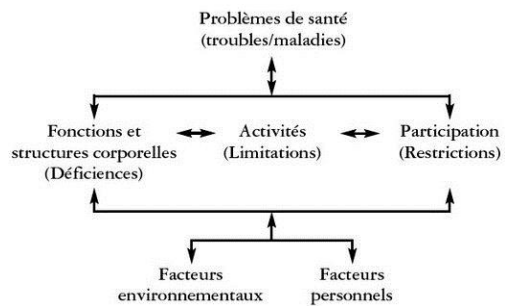 Problèmes de santé
(troubles/maladies)
Fonctions et
structures corporelles
(Déficiences)
Activités
(Limitations)
Participation
(Restrictions)
Facteurs
environnementaux
Facteurs
personnels